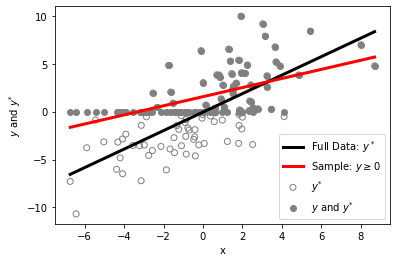 10
5
0
−5
−10
y and y*
−6 −4 −2 0 2 4 6 8
x
Full Data: y*
Sample: y ≥ 0
y*
y and y*